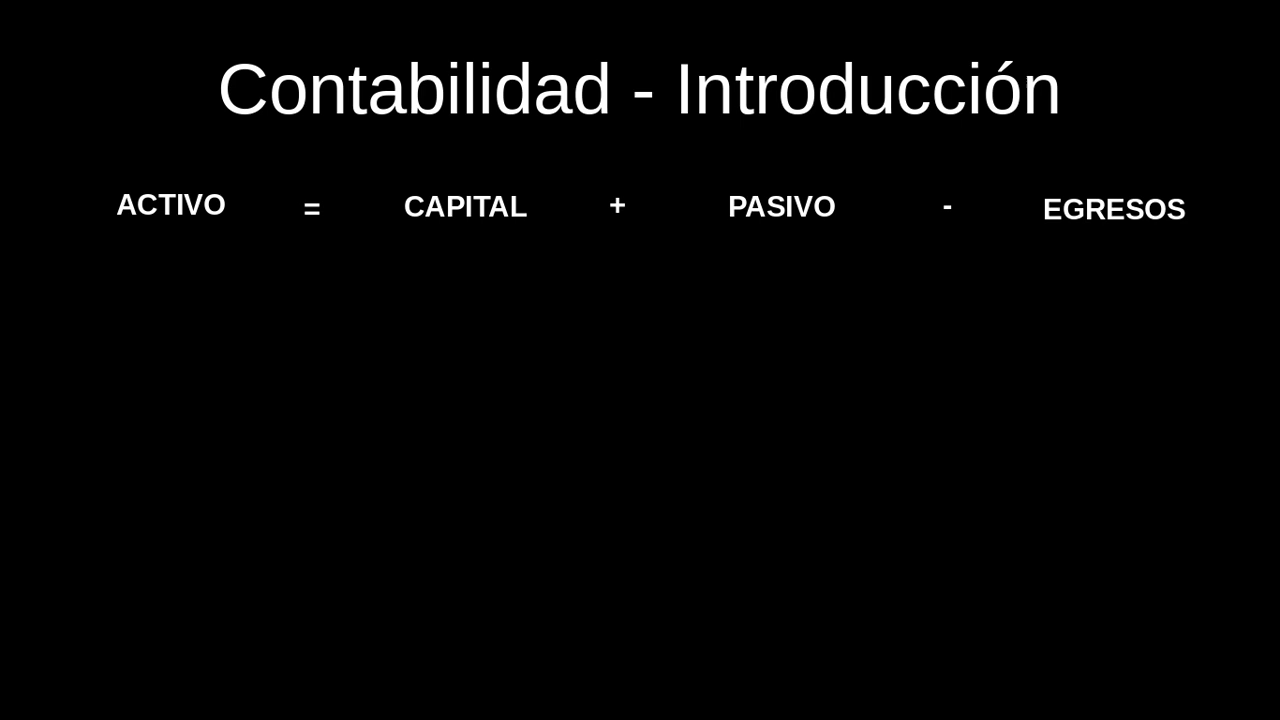 Contabilidad - Introducción
ACTIVO = CAPITAL + PASIVO - EGRESOS